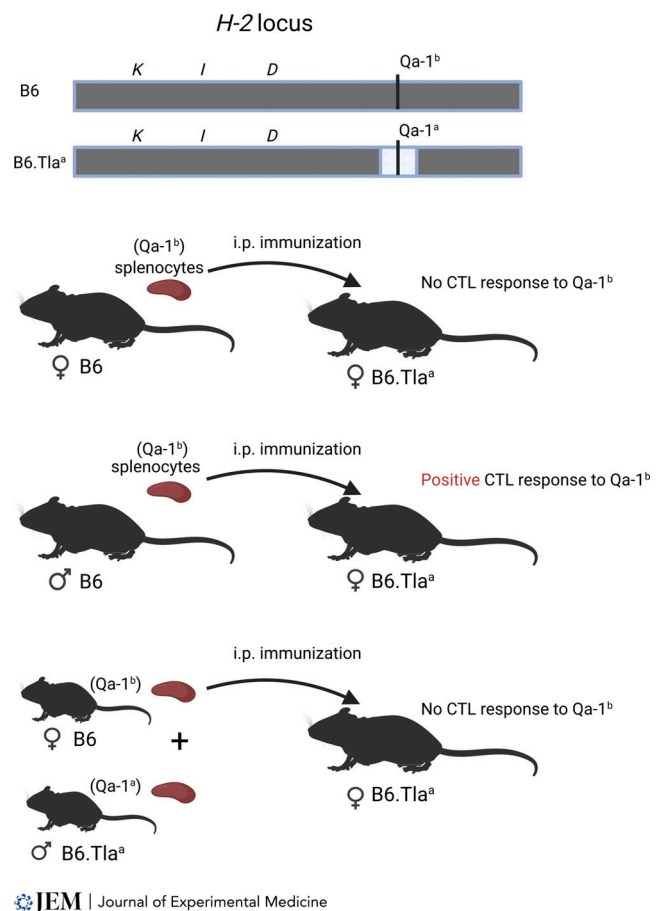 H-2 locus
Qa-1ᵇ
K I D
B6
Qa-1ᵃ
K I D
B6.Tlaᵃ
(Qa-1ᵇ)
splenocytes
i.p. immunization
No CTL response to Qa-1ᵇ
♀ B6
♀ B6.Tlaᵃ
(Qa-1ᵇ)
splenocytes
i.p. immunization
Positive CTL response to Qa-1ᵇ
♂ B6
♀ B6.Tlaᵃ
i.p. immunization
(Qa-1ᵇ)
No CTL response to Qa-1ᵇ
♀ B6
+
(Qa-1ᵃ)
♀ B6.Tlaᵃ
♂ B6.Tlaᵃ
JEM | Journal of Experimental Medicine